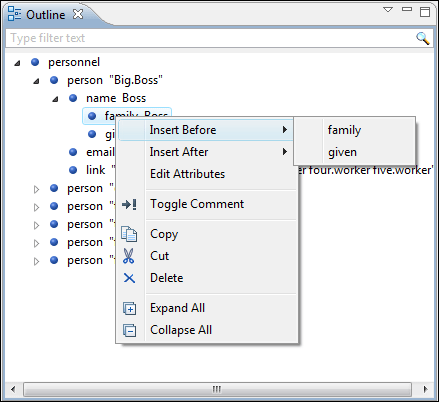 Outline
Type filter text
personnel
person "Big.Boss"
name Boss
family Boss
Insert Before
family
Insert After
given
email
link
four.worker five.worker"
Edit Attributes
person
Toggle Comment
person
person
Copy
person
Cut
person
Delete
Expand All
Collapse All